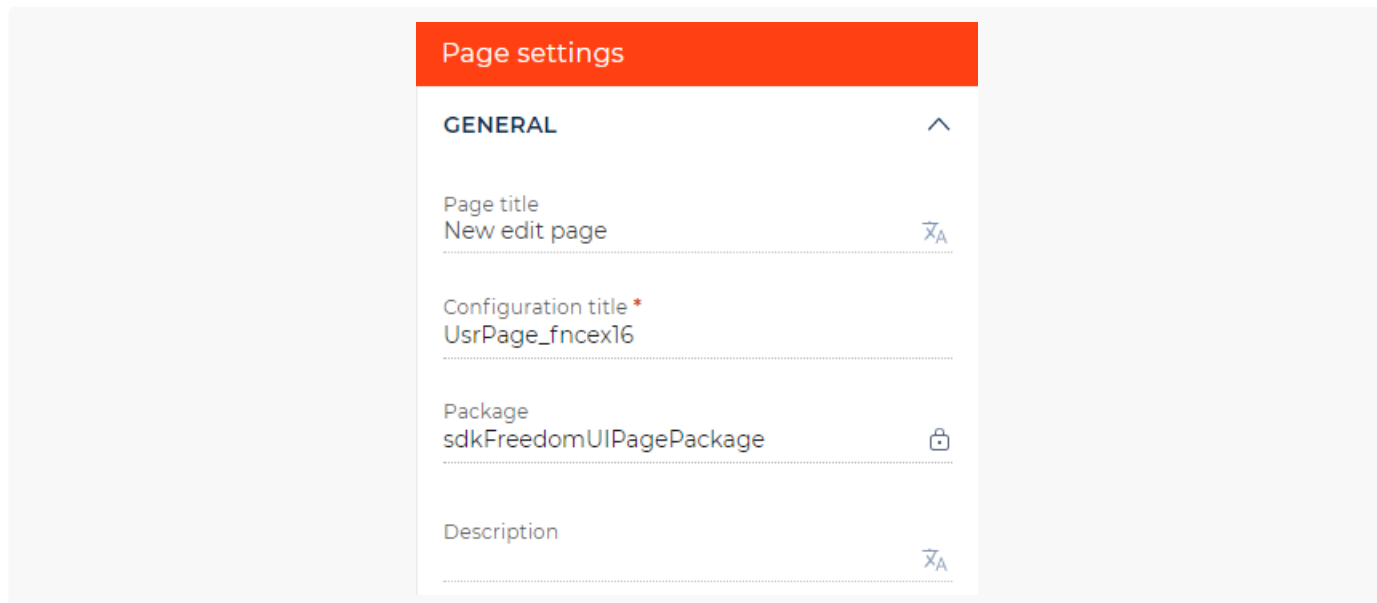 Page settings
GENERAL
Page title
New edit page
Configuration title *
UsrPage_fncex16
Package
sdkFreedomUIPagePackage
Description